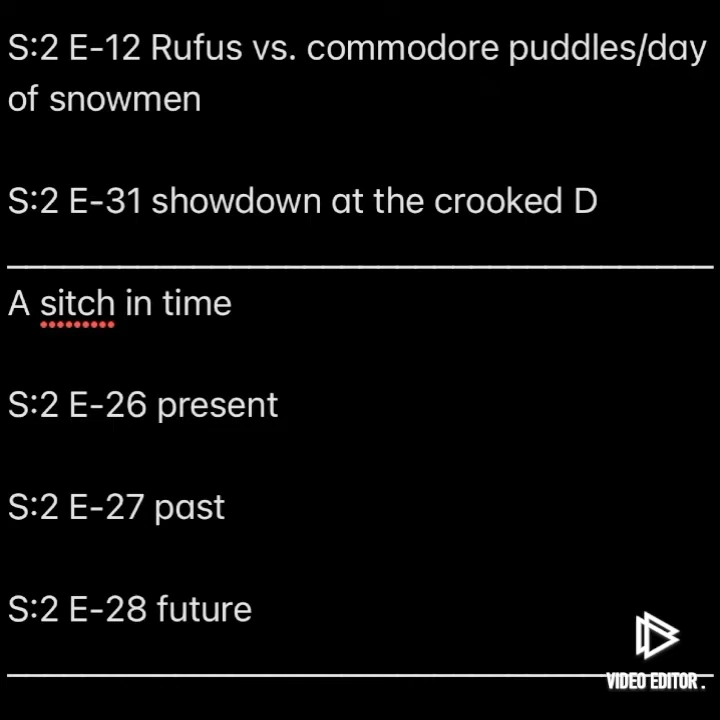 S:2 E-12 Rufus vs. commodore puddles/day
of snowmen
S:2 E-31 showdown at the crooked D
A sitch in time
S:2 E-26 present
S:2 E-27 past
S:2 E-28 future
VIDEO EDITOR .